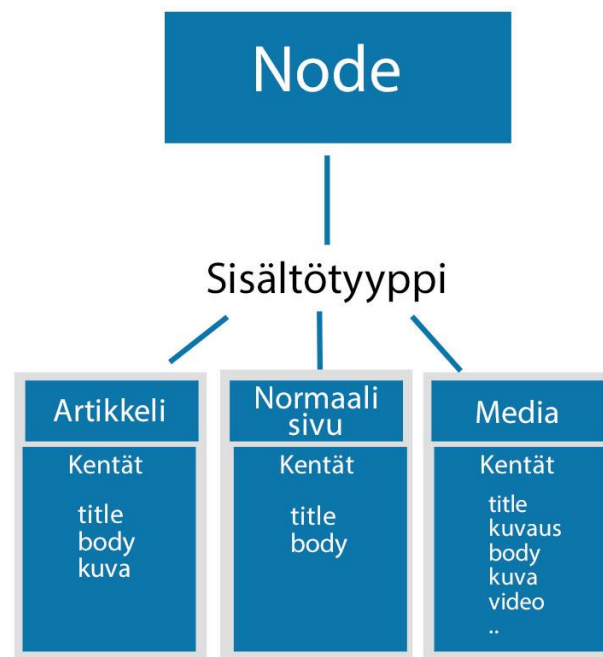 Node
Sisältötyyppi
Artikkeli
Kentät
title
body
kuva
Normaali
sivu
Kentät
title
body
Media
Kentät
title
kuvaus
body
kuva
video
..